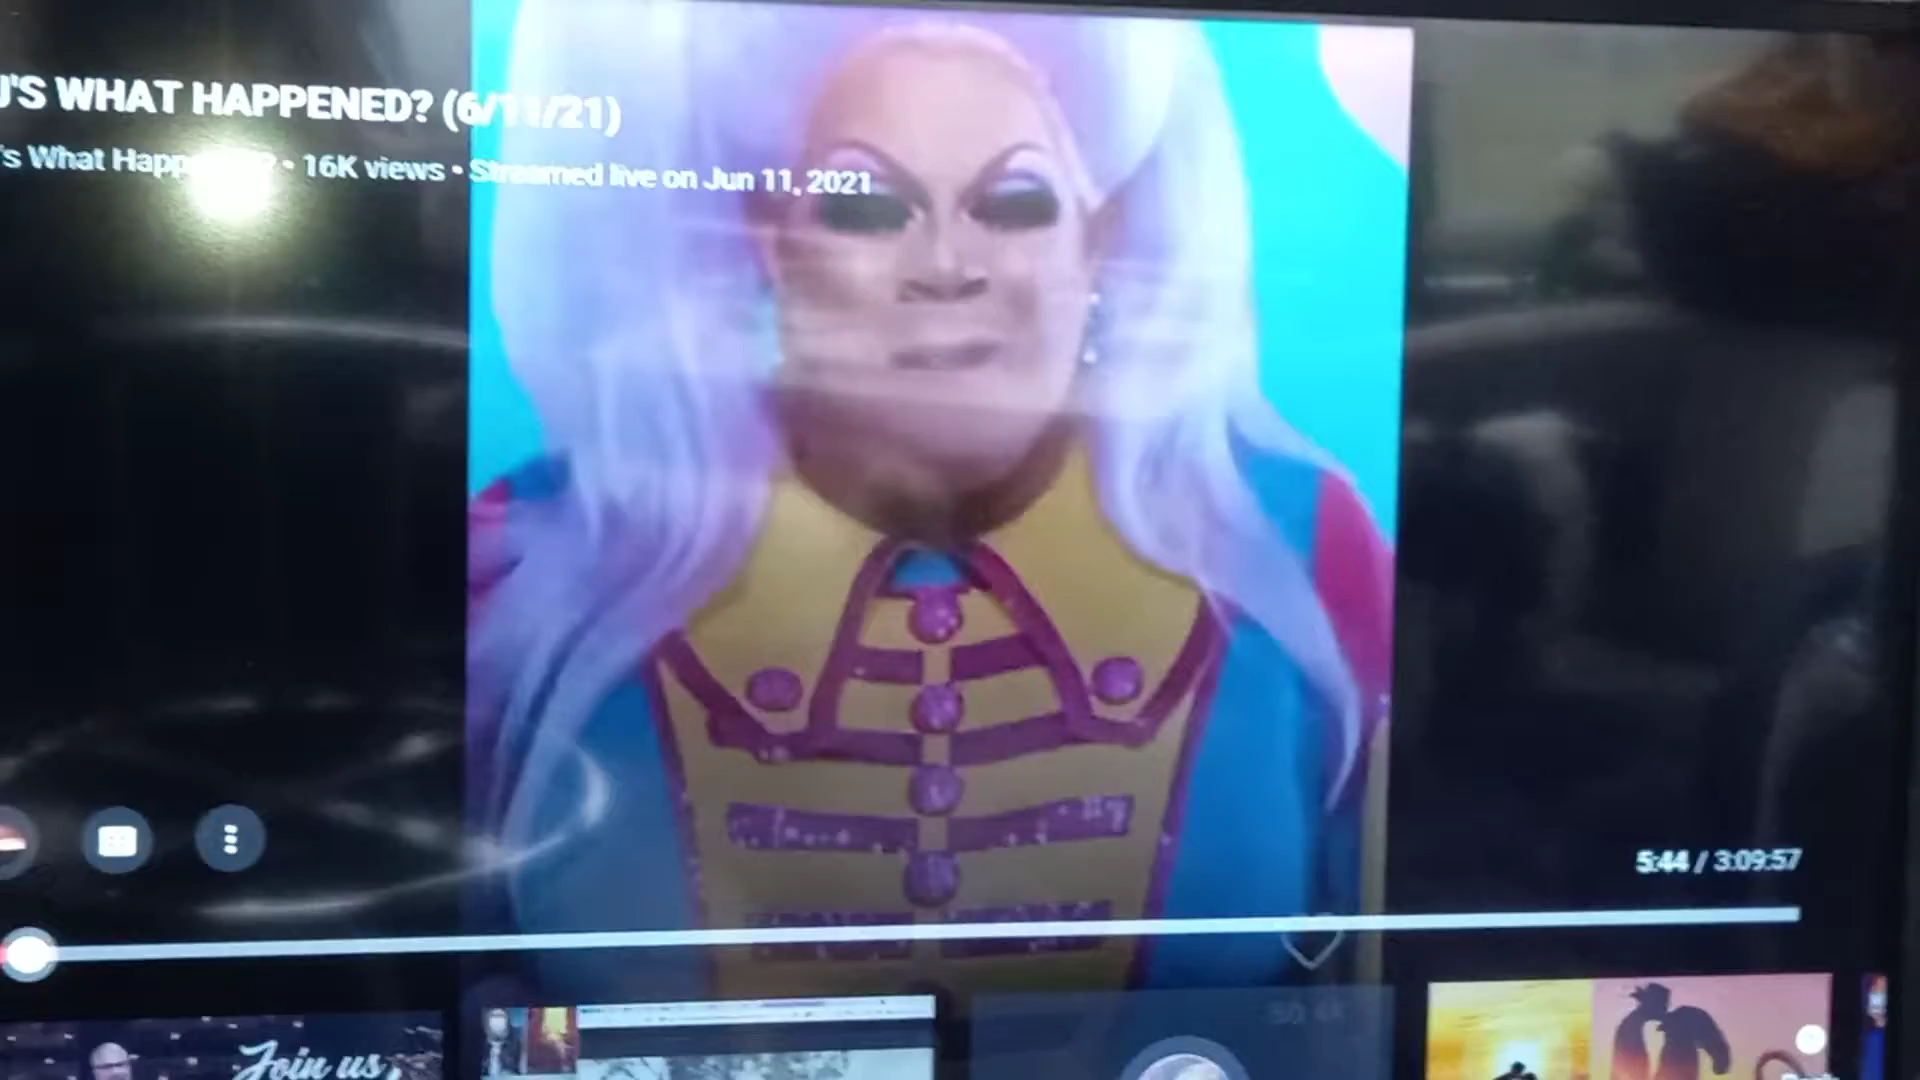 J'S WHAT HAPPENED? (6/11/21)
's What • 16K views • Streamed live on Jun 11, 2021
5:44 / 3:09:57
Join us,